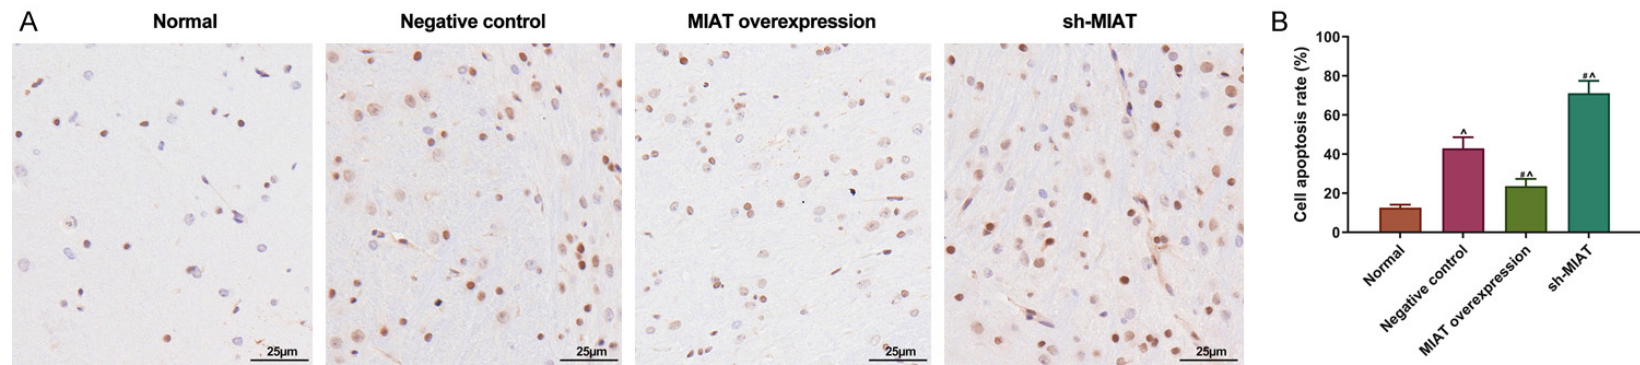 A
Normal
Negative control
MIAT overexpression
sh-MIAT
25μm
25μm
25μm
25μm
B
Cell apoptosis rate (%)
100
80
60
40
20
0
^
#^
#^
Normal
Negative control
MIAT overexpression
sh-MIAT